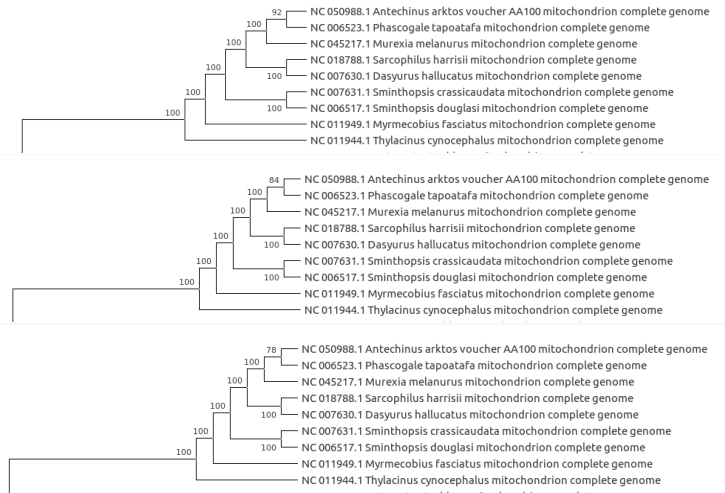 92
NC 050988.1 Antechinus arktos voucher AA100 mitochondrion complete genome
100
NC 006523.1 Phascogale tapoatafa mitochondrion complete genome
100
NC 045217.1 Murexia melanurus mitochondrion complete genome
100
NC 018788.1 Sarcophilus harrisii mitochondrion complete genome
100
NC 007630.1 Dasyurus hallucatus mitochondrion complete genome
100
NC 007631.1 Sminthopsis crassicaudata mitochondrion complete genome
100
NC 006517.1 Sminthopsis douglasi mitochondrion complete genome
100
NC 011949.1 Myrmecobius fasciatus mitochondrion complete genome
NC 011944.1 Thylacinus cynocephalus mitochondrion complete genome
84
NC 050988.1 Antechinus arktos voucher AA100 mitochondrion complete genome
100
NC 006523.1 Phascogale tapoatafa mitochondrion complete genome
100
NC 045217.1 Murexia melanurus mitochondrion complete genome
100
NC 018788.1 Sarcophilus harrisii mitochondrion complete genome
100
NC 007630.1 Dasyurus hallucatus mitochondrion complete genome
100
NC 007631.1 Sminthopsis crassicaudata mitochondrion complete genome
100
NC 006517.1 Sminthopsis douglasi mitochondrion complete genome
100
NC 011949.1 Myrmecobius fasciatus mitochondrion complete genome
NC 011944.1 Thylacinus cynocephalus mitochondrion complete genome
78
NC 050988.1 Antechinus arktos voucher AA100 mitochondrion complete genome
100
NC 006523.1 Phascogale tapoatafa mitochondrion complete genome
100
NC 045217.1 Murexia melanurus mitochondrion complete genome
100
NC 018788.1 Sarcophilus harrisii mitochondrion complete genome
100
NC 007630.1 Dasyurus hallucatus mitochondrion complete genome
100
NC 007631.1 Sminthopsis crassicaudata mitochondrion complete genome
100
NC 006517.1 Sminthopsis douglasi mitochondrion complete genome
100
NC 011949.1 Myrmecobius fasciatus mitochondrion complete genome
NC 011944.1 Thylacinus cynocephalus mitochondrion complete genome